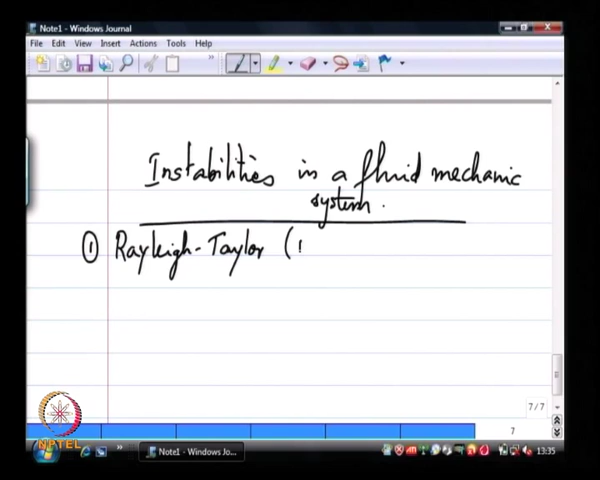 Note1 - Windows Journal
File Edit View Insert Actions Tools Help
Instabilities in a fluid mechanic
system.
① Rayleigh-Taylor (
7/7
7
NPTEL
Note1 - Windows Jo...
13:35